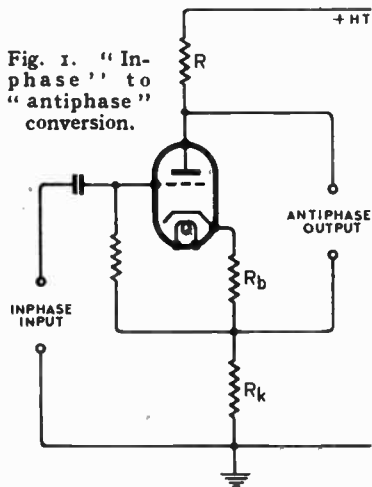 Fig. 1. "In-
phase" to
"antiphase"
conversion.
+ HT
R
ANTIPHASE
OUTPUT
INPHASE
INPUT
Rb
Rk